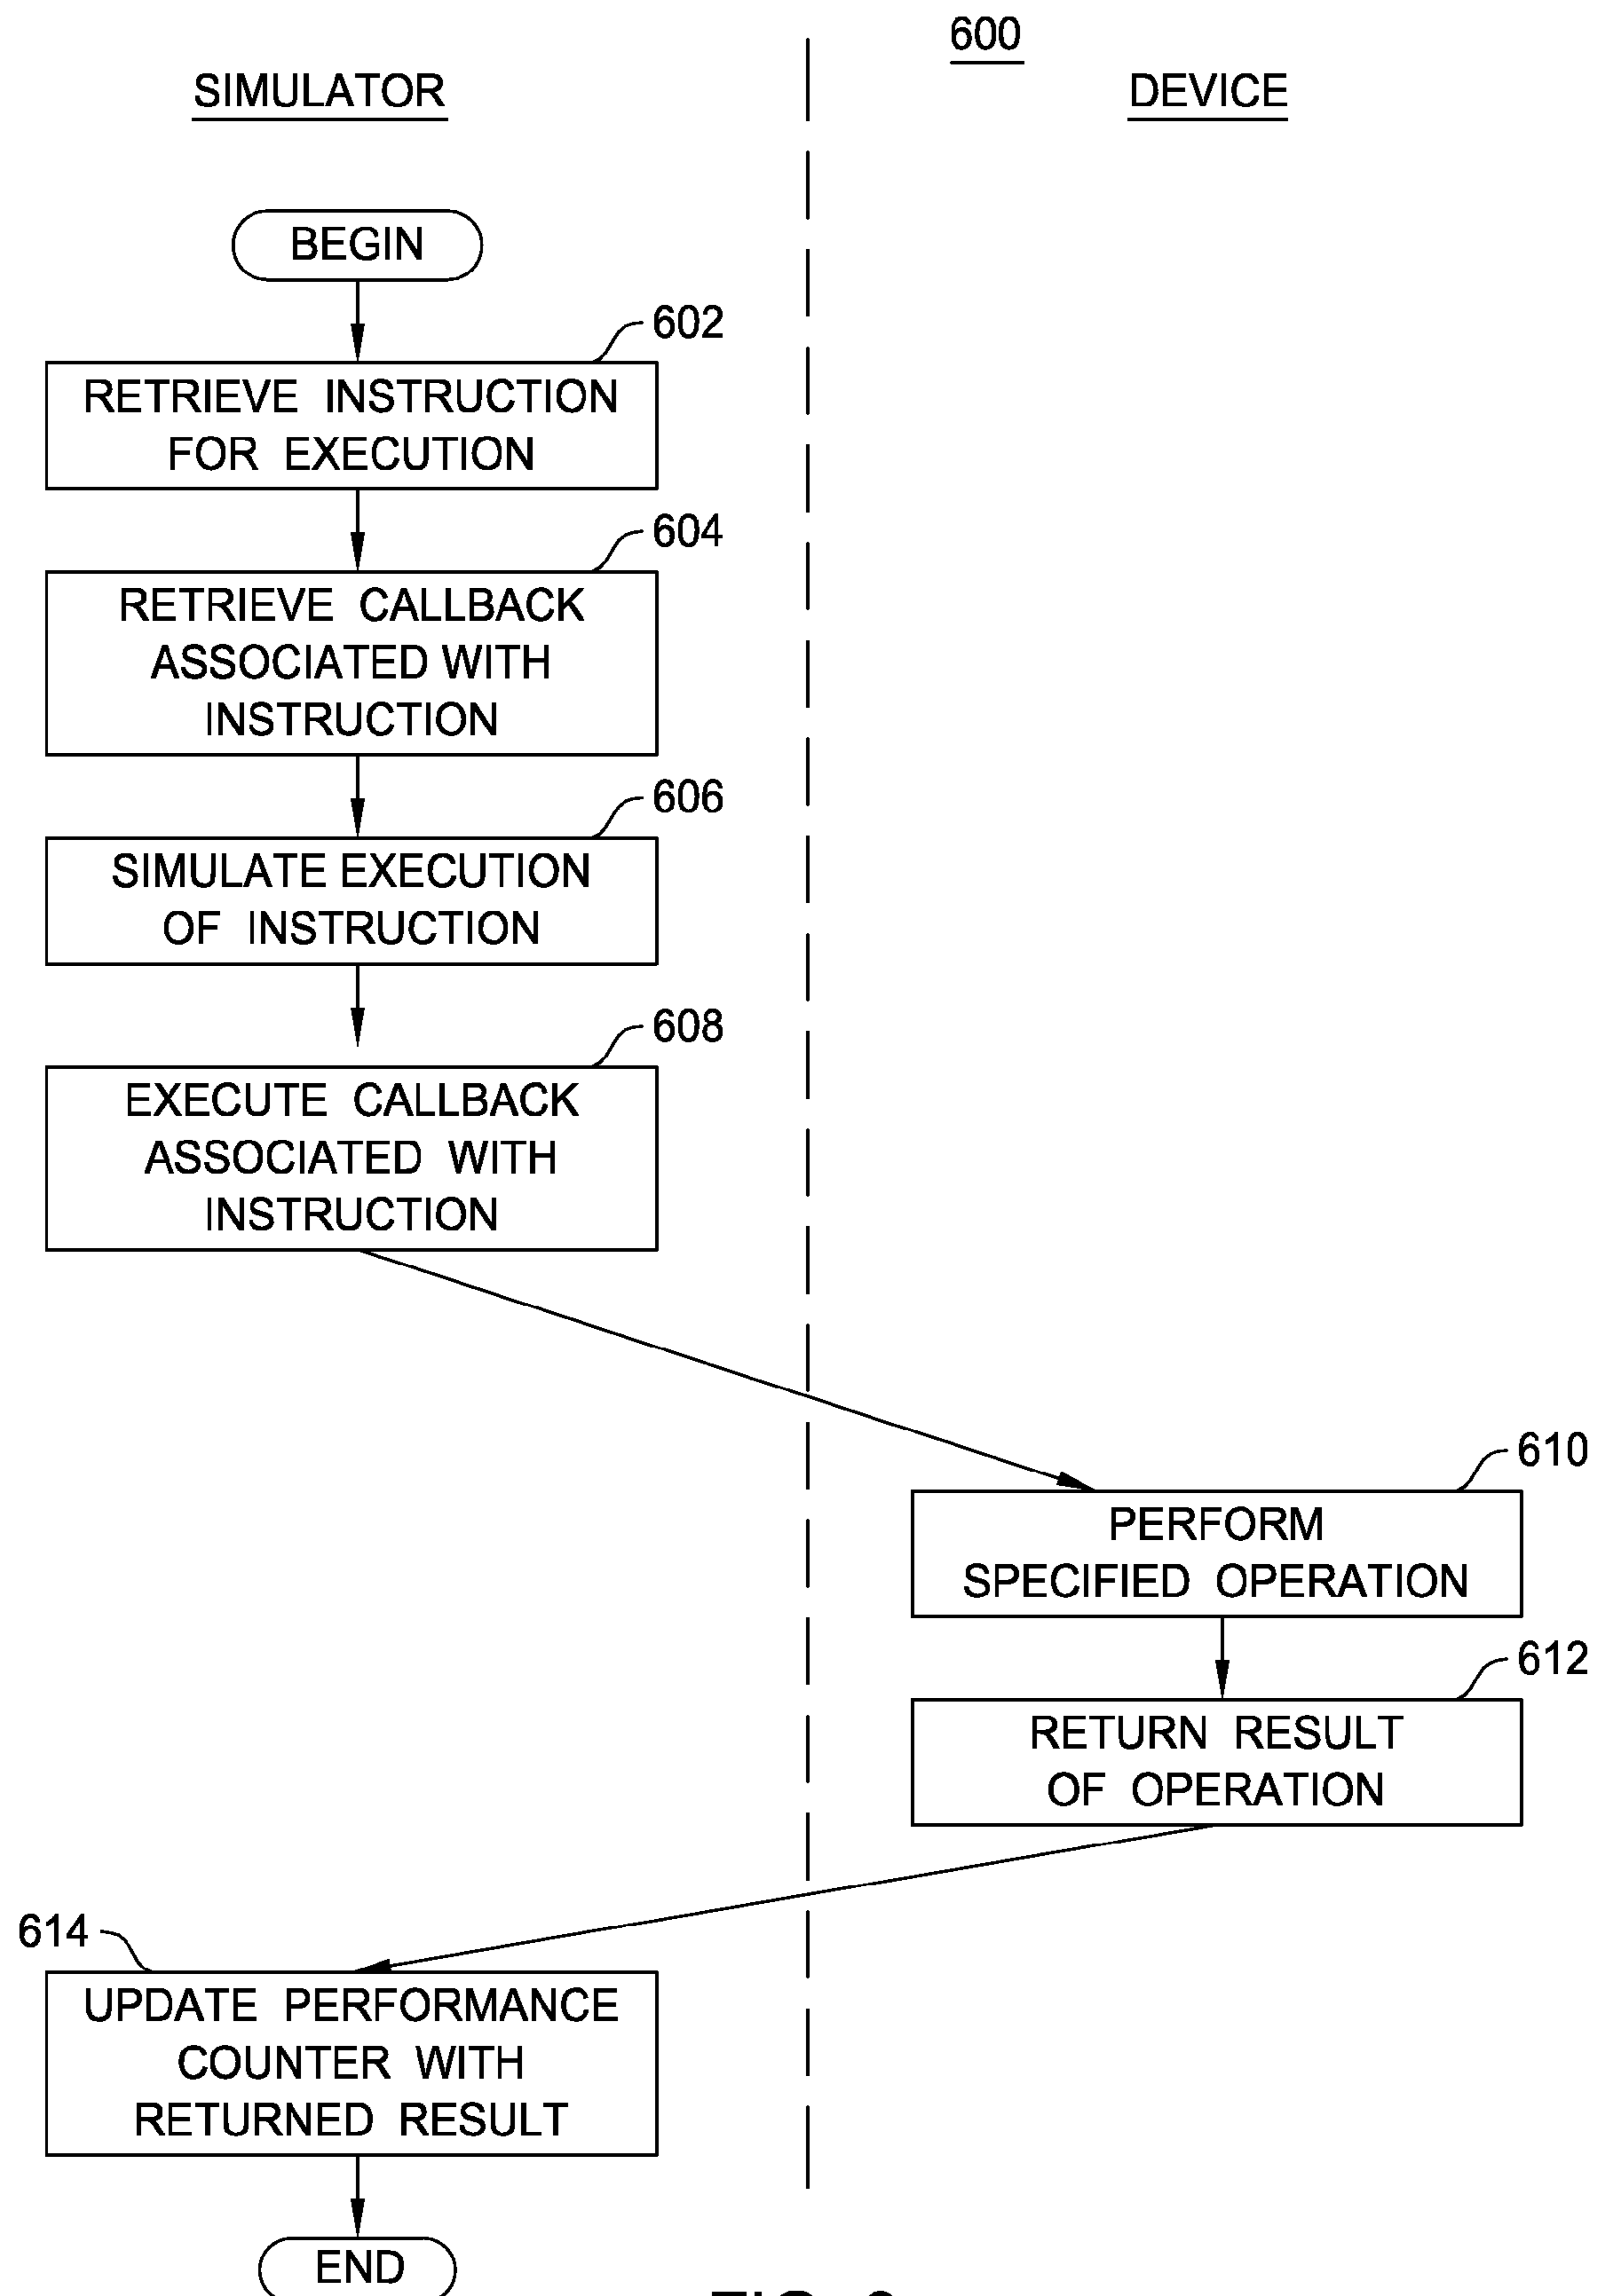 600
SIMULATOR
DEVICE
BEGIN
602
RETRIEVE INSTRUCTION
FOR EXECUTION
604
RETRIEVE CALLBACK
ASSOCIATED WITH
INSTRUCTION
606
SIMULATE EXECUTION
OF INSTRUCTION
608
EXECUTE CALLBACK
ASSOCIATED WITH
INSTRUCTION
610
PERFORM
SPECIFIED OPERATION
612
RETURN RESULT
OF OPERATION
614
UPDATE PERFORMANCE
COUNTER WITH
RETURNED RESULT
END